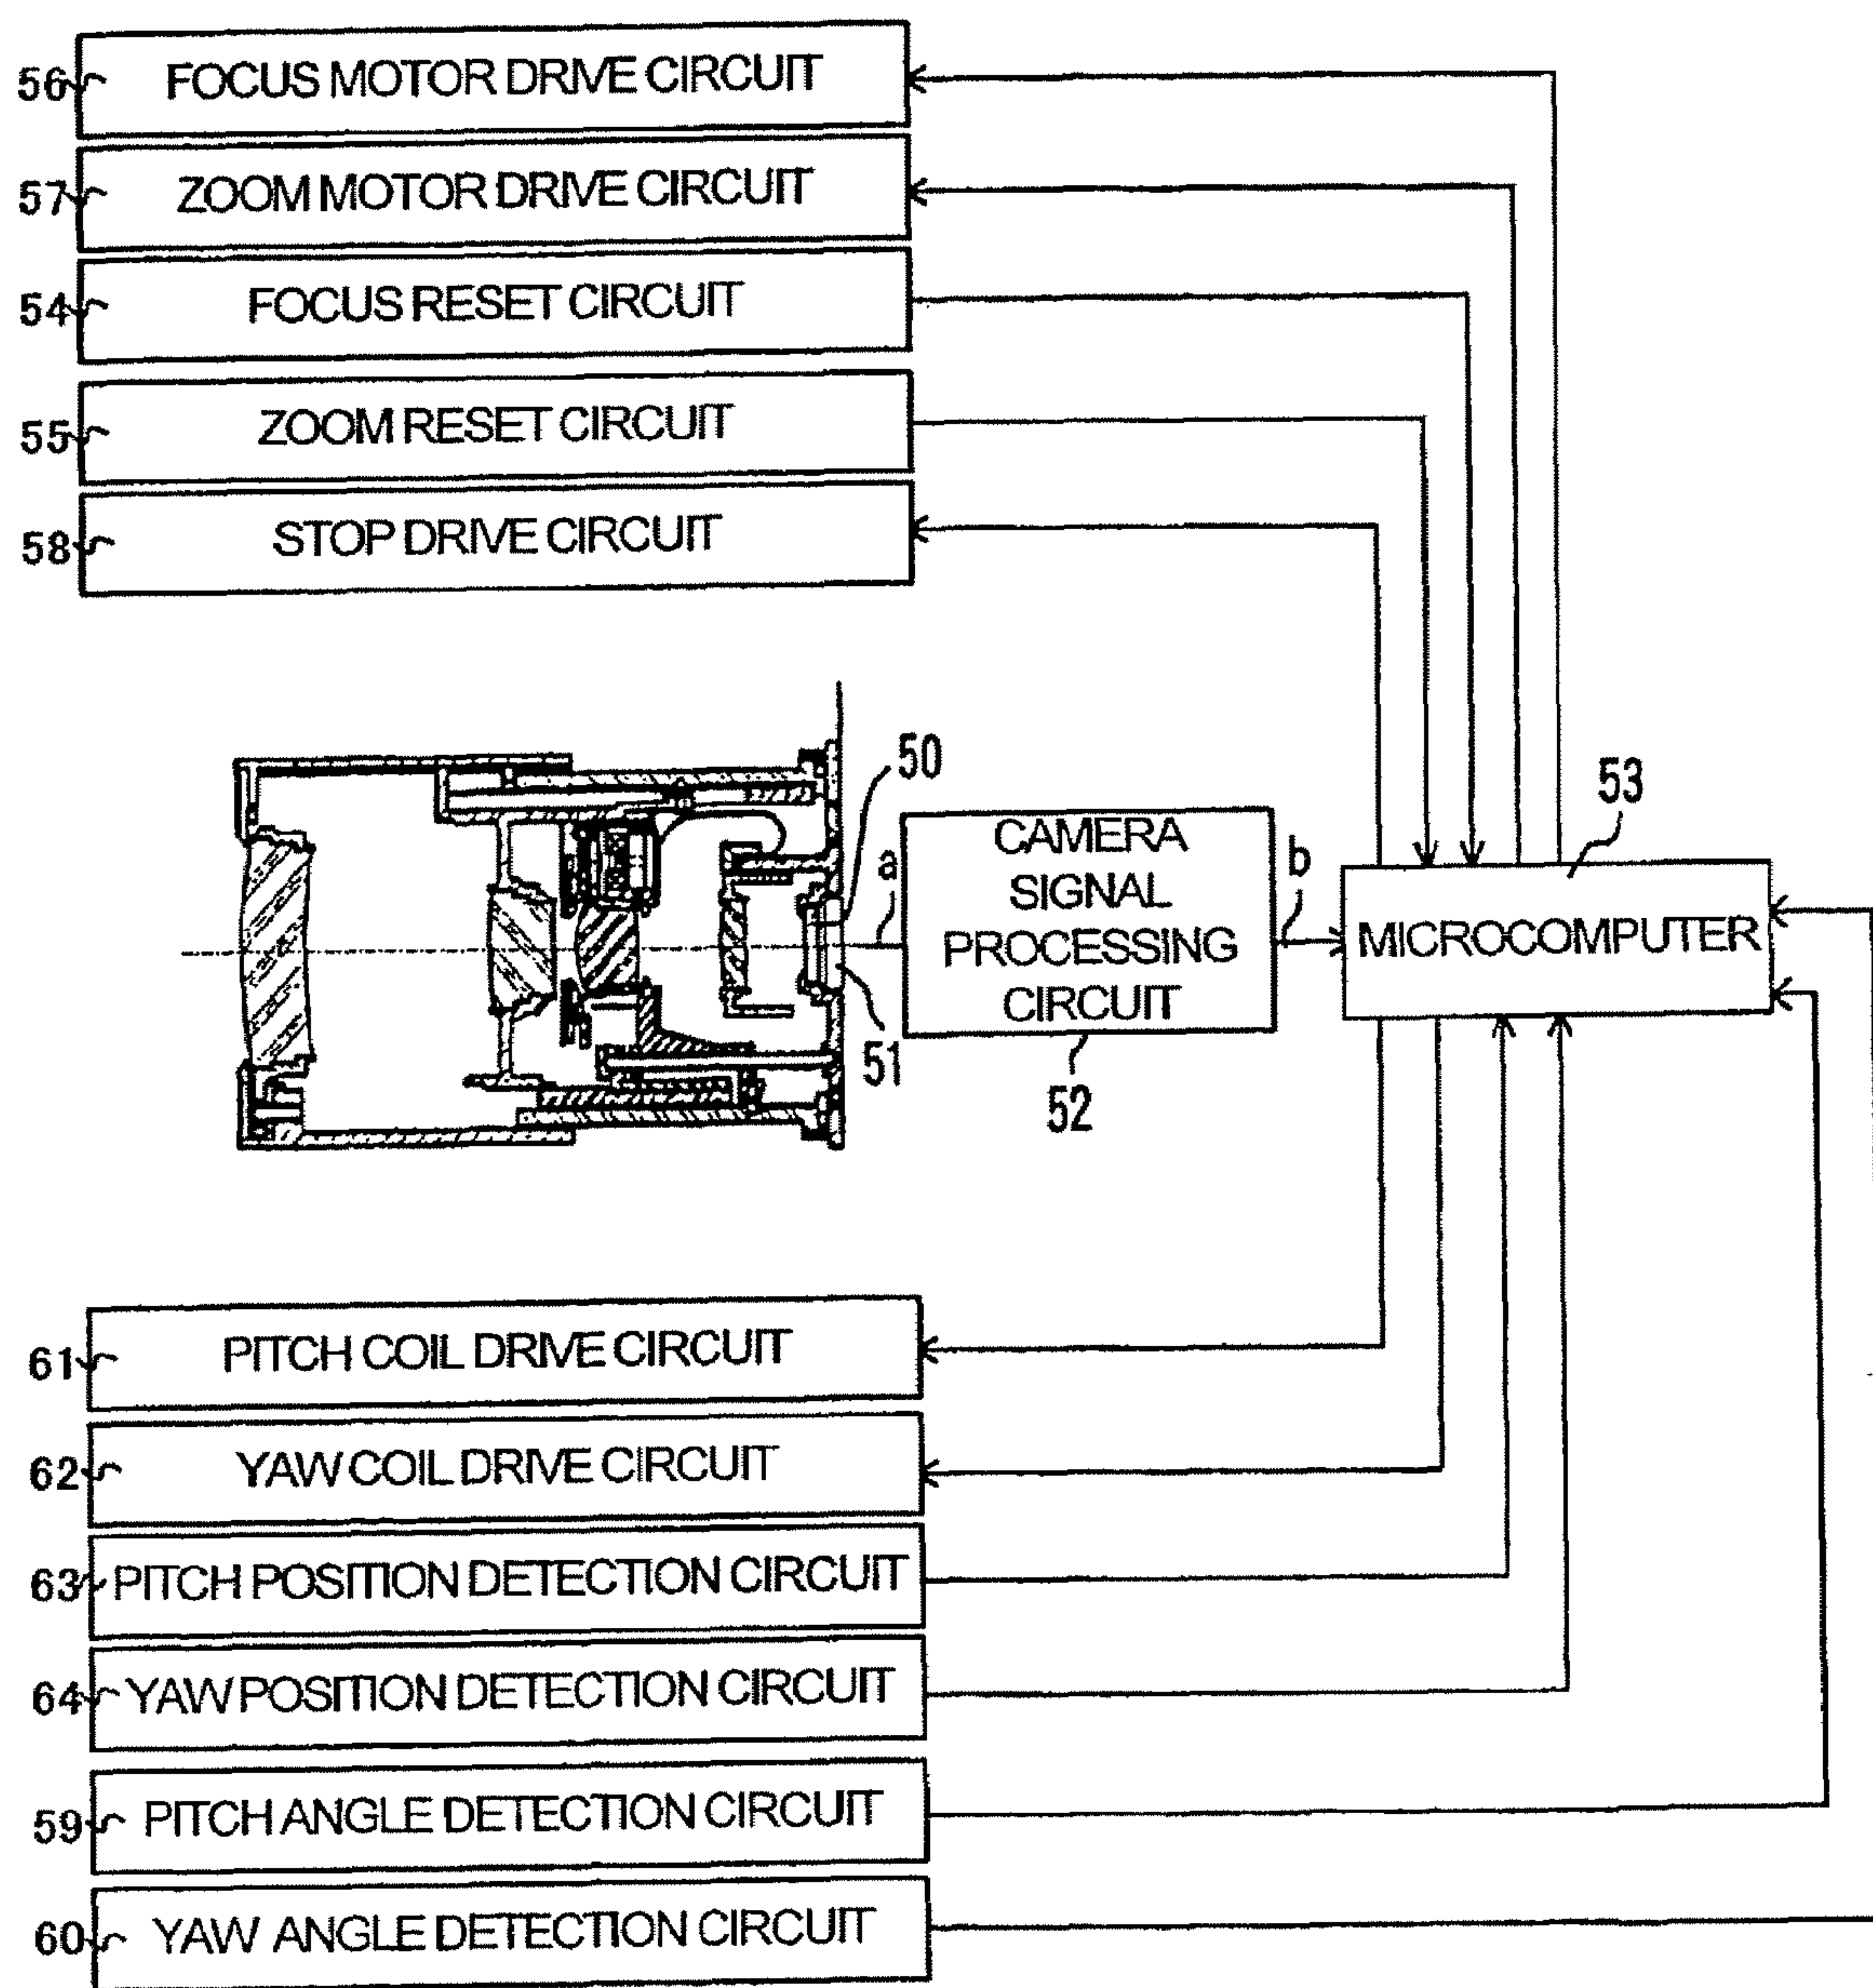 56 FOCUS MOTOR DRIVE CIRCUIT
57 ZOOM MOTOR DRIVE CIRCUIT
54 FOCUS RESET CIRCUIT
55 ZOOM RESET CIRCUIT
58 STOP DRIVE CIRCUIT
50
51
a
CAMERA
SIGNAL
PROCESSING
CIRCUIT
52
b
53
MICROCOMPUTER
61 PITCH COIL DRIVE CIRCUIT
62 YAW COIL DRIVE CIRCUIT
63 PITCH POSITION DETECTION CIRCUIT
64 YAW POSITION DETECTION CIRCUIT
59 PITCH ANGLE DETECTION CIRCUIT
60 YAW ANGLE DETECTION CIRCUIT